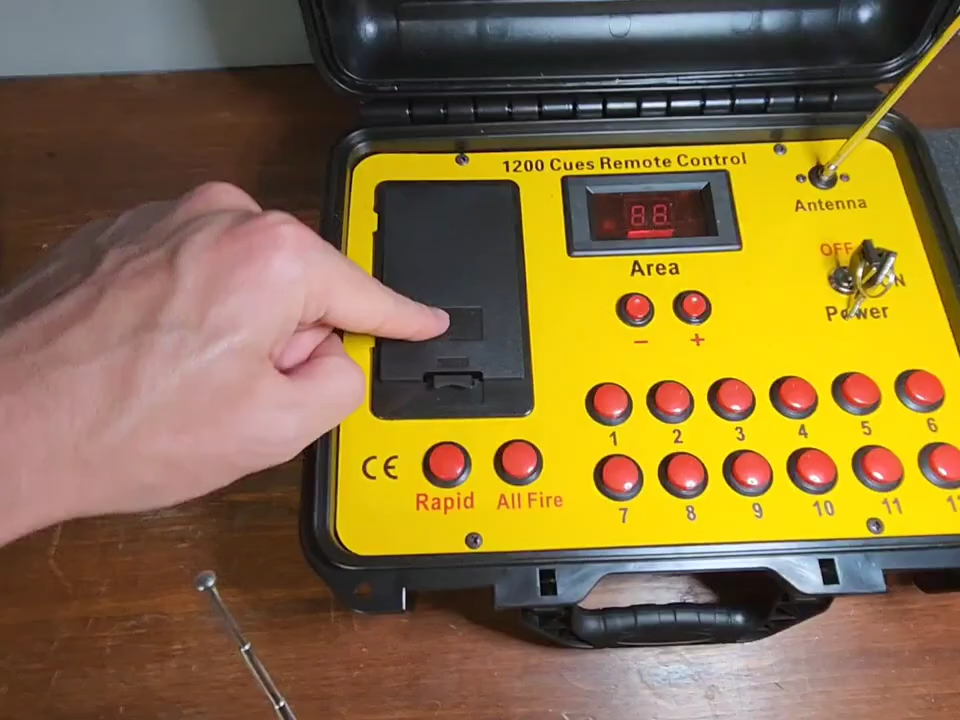 1200 Cues Remote Control
88
Antenna
Area
OFF ON
Power
- +
1 2 3 4 5 6
CE
Rapid All Fire
7 8 9 10 11